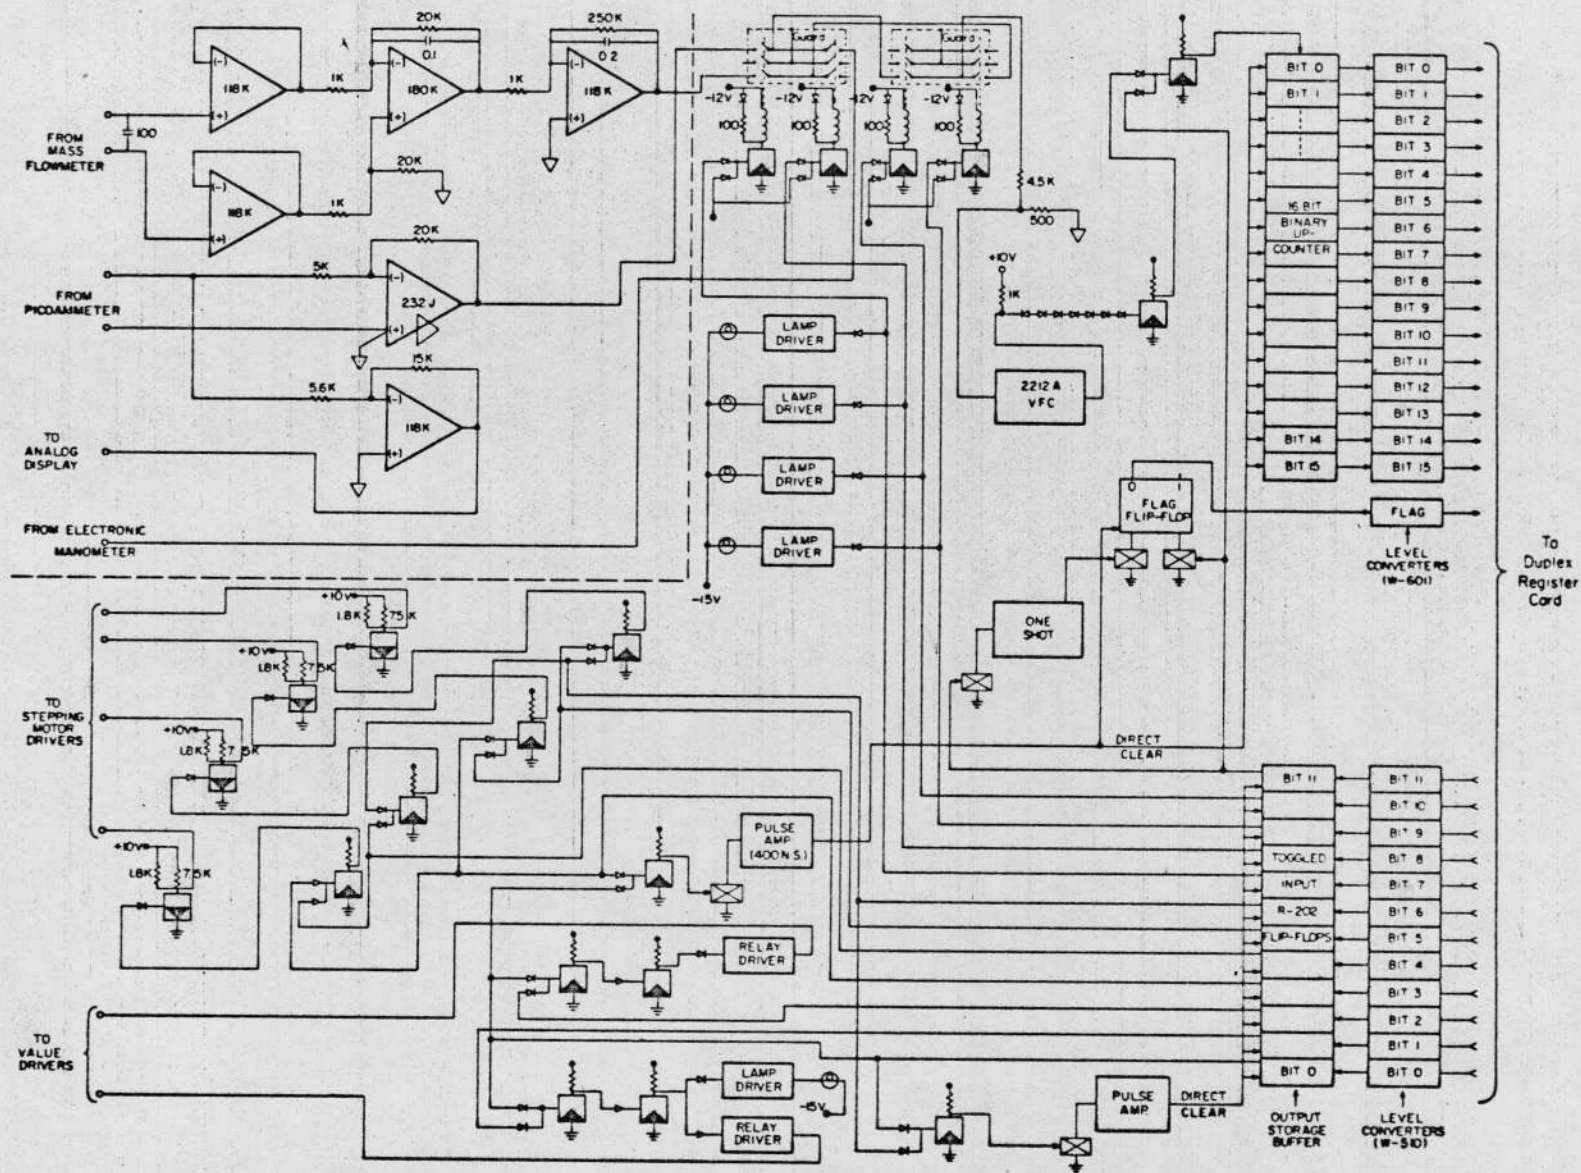 20K
250K
Guard
Guard
0.1
0.2
(-)
(-)
(-)
1K
1K
118K
180K
118K
(+)
(+)
(+)
100
FROM
MASS
FLOWMETER
20K
(-)
118K
1K
(+)
-12V
-12V
-12V
-12V
100
100
100
100
4.5K
500
20K
5K
(-)
232 J
(+)
FROM
PICOAMMETER
15K
5.6K
(-)
118K
(+)
TO
ANALOG
DISPLAY
FROM ELECTRONIC
MANOMETER
LAMP
DRIVER
LAMP
DRIVER
LAMP
DRIVER
LAMP
DRIVER
-15V
+10V
1K
2212A
VFC
BIT 0
BIT 1
16 BIT
BINARY
UP-
COUNTER
BIT 14
BIT 15
BIT 0
BIT 1
BIT 2
BIT 3
BIT 4
BIT 5
BIT 6
BIT 7
BIT 8
BIT 9
BIT 10
BIT 11
BIT 12
BIT 13
BIT 14
BIT 15
0 1
FLAG
FLIP-FLOP
FLAG
LEVEL
CONVERTERS
(W-601)
To
Duplex
Register
Card
ONE
SHOT
DIRECT
CLEAR
+10V
1.8K
7.5K
+10V
1.8K
7.5K
+10V
1.8K
7.5K
+10V
1.8K
7.5K
TO
STEPPING
MOTOR
DRIVERS
PULSE
AMP
(400 N.S.)
RELAY
DRIVER
TO
VALUE
DRIVERS
LAMP
DRIVER
-15V
RELAY
DRIVER
PULSE
AMP.
DIRECT
CLEAR
BIT 11
TOGGLED
INPUT
R-202
FLIP-FLOPS
BIT 0
OUTPUT
STORAGE
BUFFER
BIT 11
BIT 10
BIT 9
BIT 8
BIT 7
BIT 6
BIT 5
BIT 4
BIT 3
BIT 2
BIT 1
BIT 0
LEVEL
CONVERTERS
(W-510)